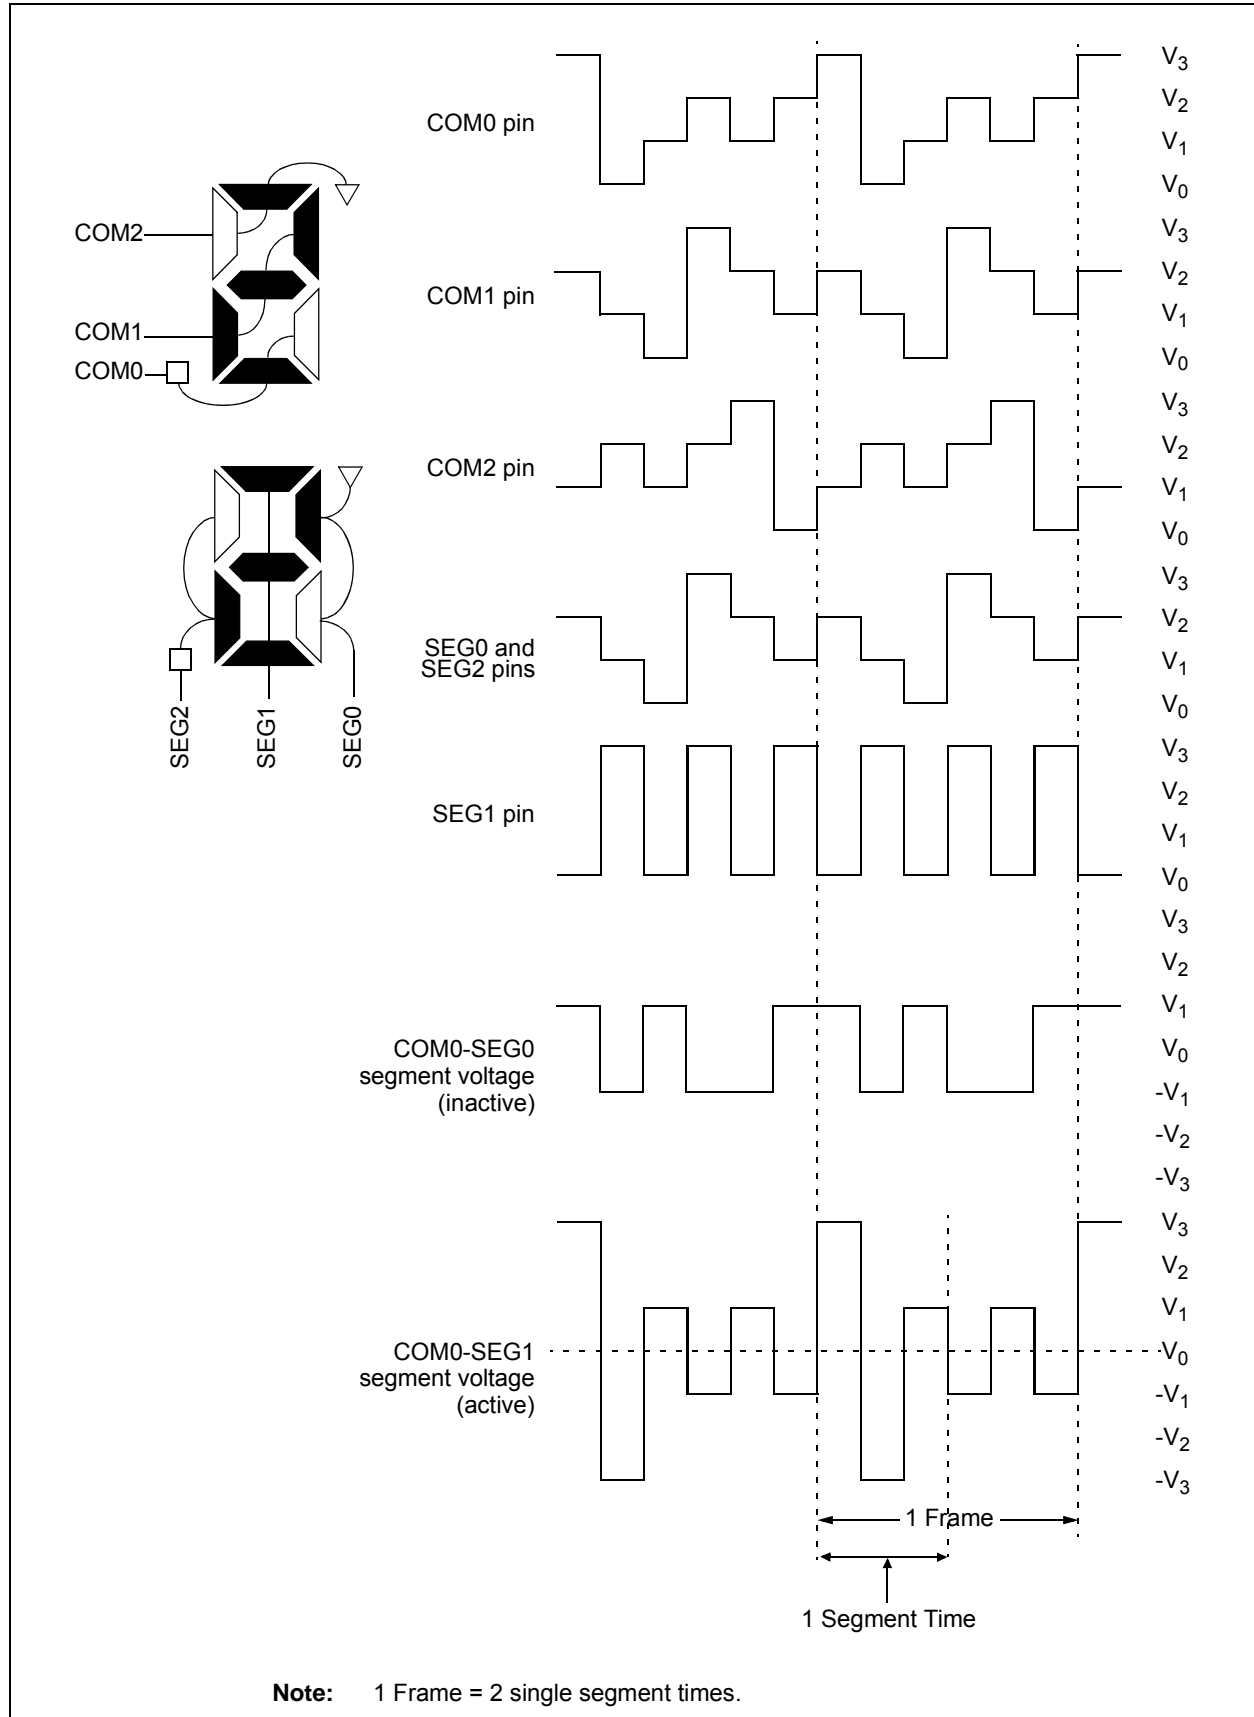 COM0 pin
V3
V2
V1
V0
COM2
COM1
COM0
COM1 pin
V3
V2
V1
V0
COM2 pin
V3
V2
V1
V0
SEG2
SEG1
SEG0
SEG0 and
SEG2 pins
V3
V2
V1
V0
SEG1 pin
V3
V2
V1
V0
COM0-SEG0
segment voltage
(inactive)
V3
V2
V1
V0
-V1
-V2
-V3
COM0-SEG1
segment voltage
(active)
V3
V2
V1
V0
-V1
-V2
-V3
1 Frame
1 Segment Time
Note: 1 Frame = 2 single segment times.